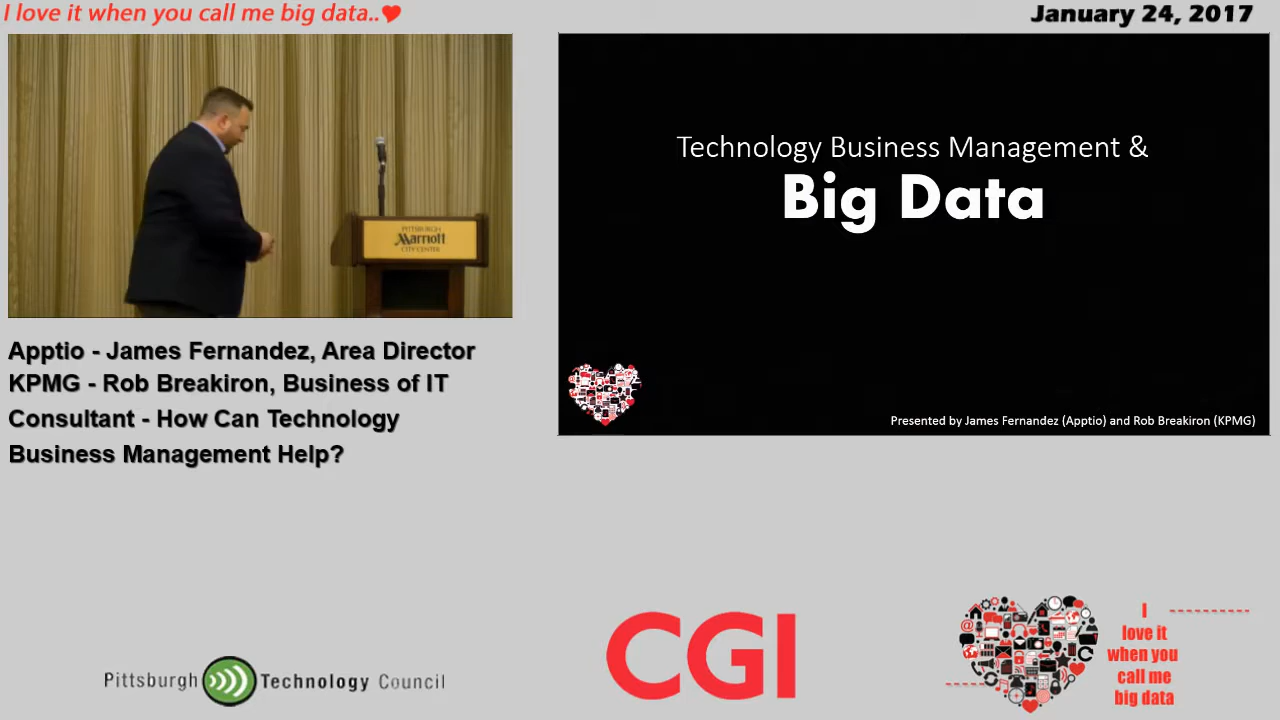 I love it when you call me big data..
January 24, 2017
PITTSBURGH
Marriott
CITY CENTER
Technology Business Management &
Big Data
Presented by James Fernandez (Apptio) and Rob Breakiron (KPMG)
Apptio - James Fernandez, Area Director
KPMG - Rob Breakiron, Business of IT
Consultant - How Can Technology
Business Management Help?
Pittsburgh Technology Council
CGI
I
love it
when you
call me
big data